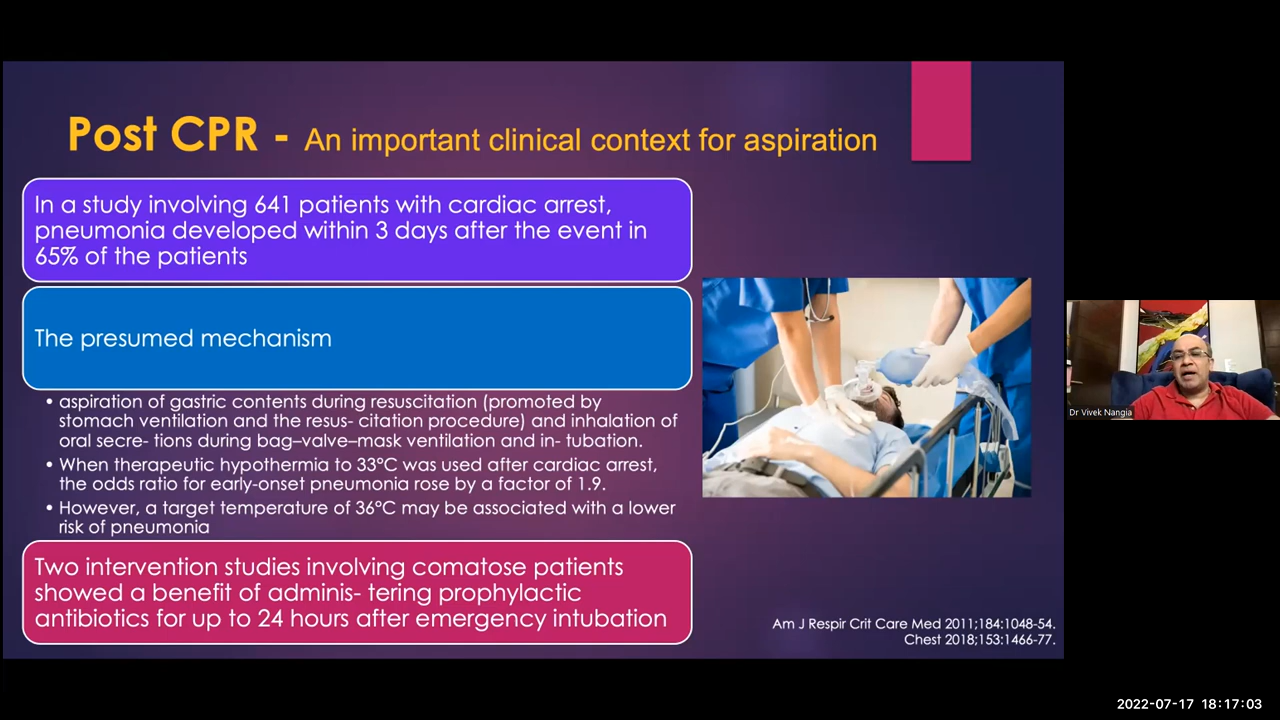 Post CPR - An important clinical context for aspiration
In a study involving 641 patients with cardiac arrest,
pneumonia developed within 3 days after the event in
65% of the patients
The presumed mechanism
• aspiration of gastric contents during resuscitation (promoted by
stomach ventilation and the resus- citation procedure) and inhalation of
oral secre- tions during bag–valve–mask ventilation and in- tubation.
• When therapeutic hypothermia to 33°C was used after cardiac arrest,
the odds ratio for early-onset pneumonia rose by a factor of 1.9.
• However, a target temperature of 36°C may be associated with a lower
risk of pneumonia
Two intervention studies involving comatose patients
showed a benefit of adminis- tering prophylactic
antibiotics for up to 24 hours after emergency intubation
Am J Respir Crit Care Med 2011;184:1048-54.
Chest 2018;153:1466-77.
Dr Vivek Nangia
2022-07-17 18:17:03